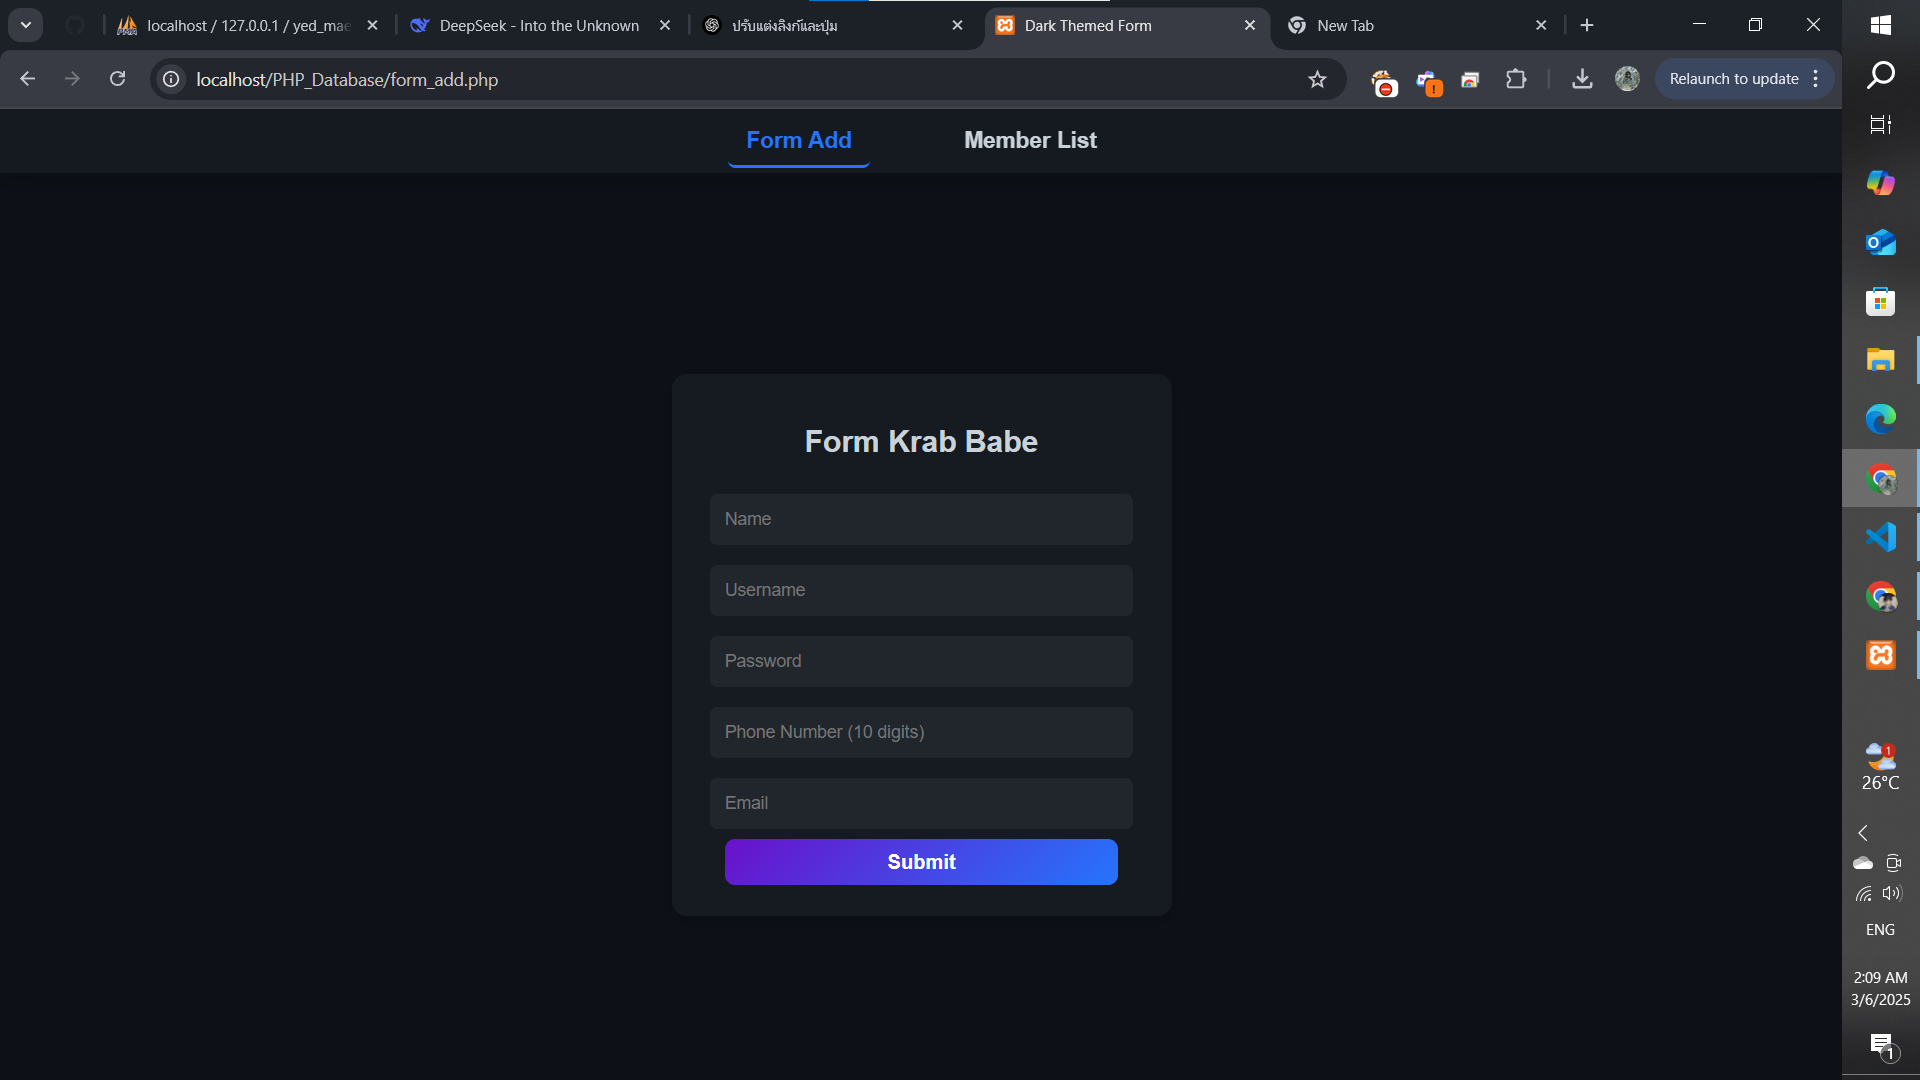 localhost / 127.0.0.1 / yed_mae
DeepSeek - Into the Unknown
ปรับแต่งลิงก์และปุ่ม
Dark Themed Form
New Tab
localhost/PHP_Database/form_add.php
Relaunch to update
Form Add
Member List
Form Krab Babe
Name
Username
Password
Phone Number (10 digits)
Email
Submit
1
26°C
ENG
2:09 AM
3/6/2025
1